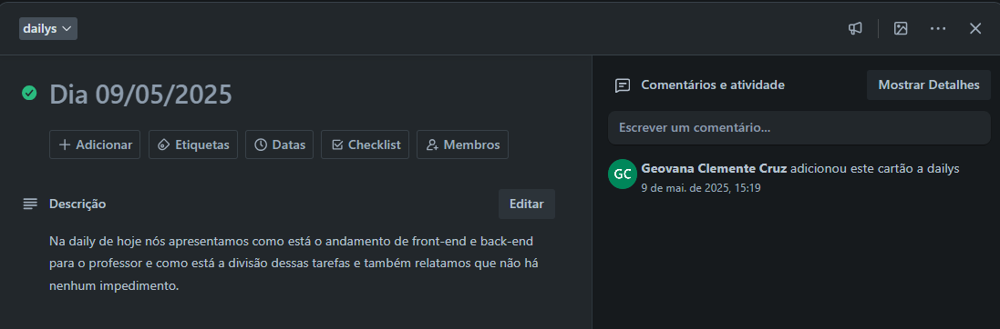 dailys
Dia 09/05/2025
Adicionar
Etiquetas
Datas
Checklist
Membros
Descrição
Editar
Na daily de hoje nós apresentamos como está o andamento de front-end e back-end
para o professor e como está a divisão dessas tarefas e também relatamos que não há
nenhum impedimento.
Comentários e atividade
Mostrar Detalhes
Escrever um comentário...
GC
Geovana Clemente Cruz adicionou este cartão a dailys
9 de mai. de 2025, 15:19